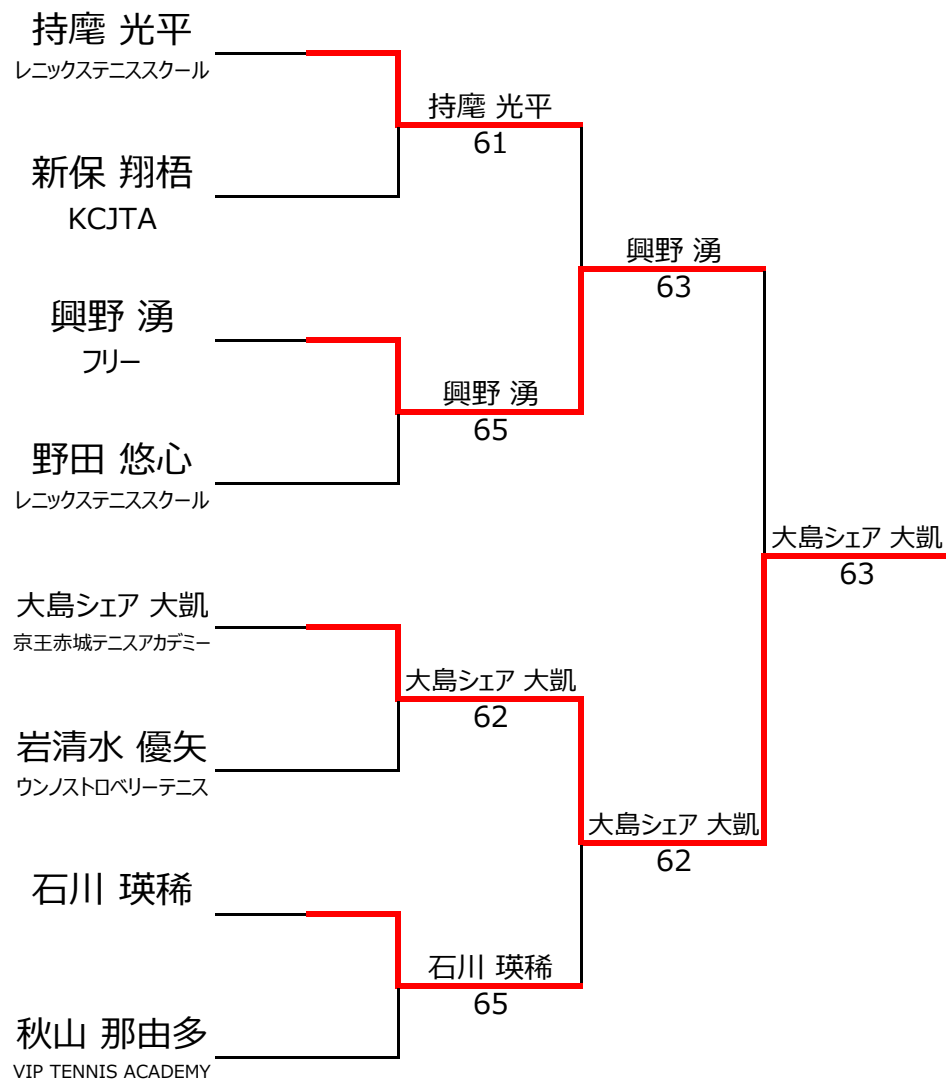 持麾 光平
レニックステニススクール
新保 翔梧
KCJTA
興野 湧
フリー
野田 悠心
レニックステニススクール
大島シェア 大凱
京王赤城テニスアカデミー
岩清水 優矢
ウンノストロベリーテニス
石川 瑛稀
秋山 那由多
VIP TENNIS ACADEMY
持麾 光平
61
興野 湧
65
大島シェア 大凱
62
石川 瑛稀
65
興野 湧
63
大島シェア 大凱
62
大島シェア 大凱
63